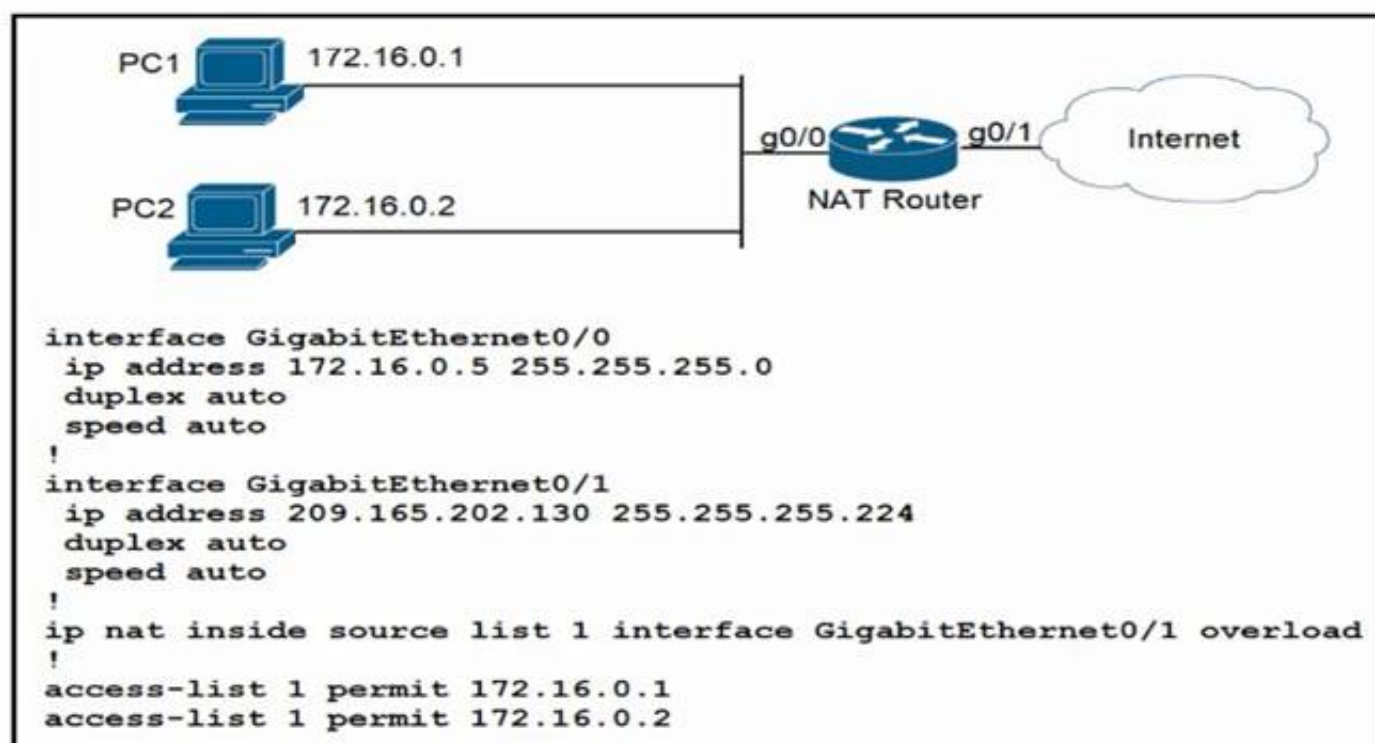 PC1
172.16.0.1
g0/0
g0/1
Internet
NAT Router
PC2
172.16.0.2
interface GigabitEthernet0/0
 ip address 172.16.0.5 255.255.255.0
 duplex auto
 speed auto
!
interface GigabitEthernet0/1
 ip address 209.165.202.130 255.255.255.224
 duplex auto
 speed auto
!
ip nat inside source list 1 interface GigabitEthernet0/1 overload
!
access-list 1 permit 172.16.0.1
access-list 1 permit 172.16.0.2